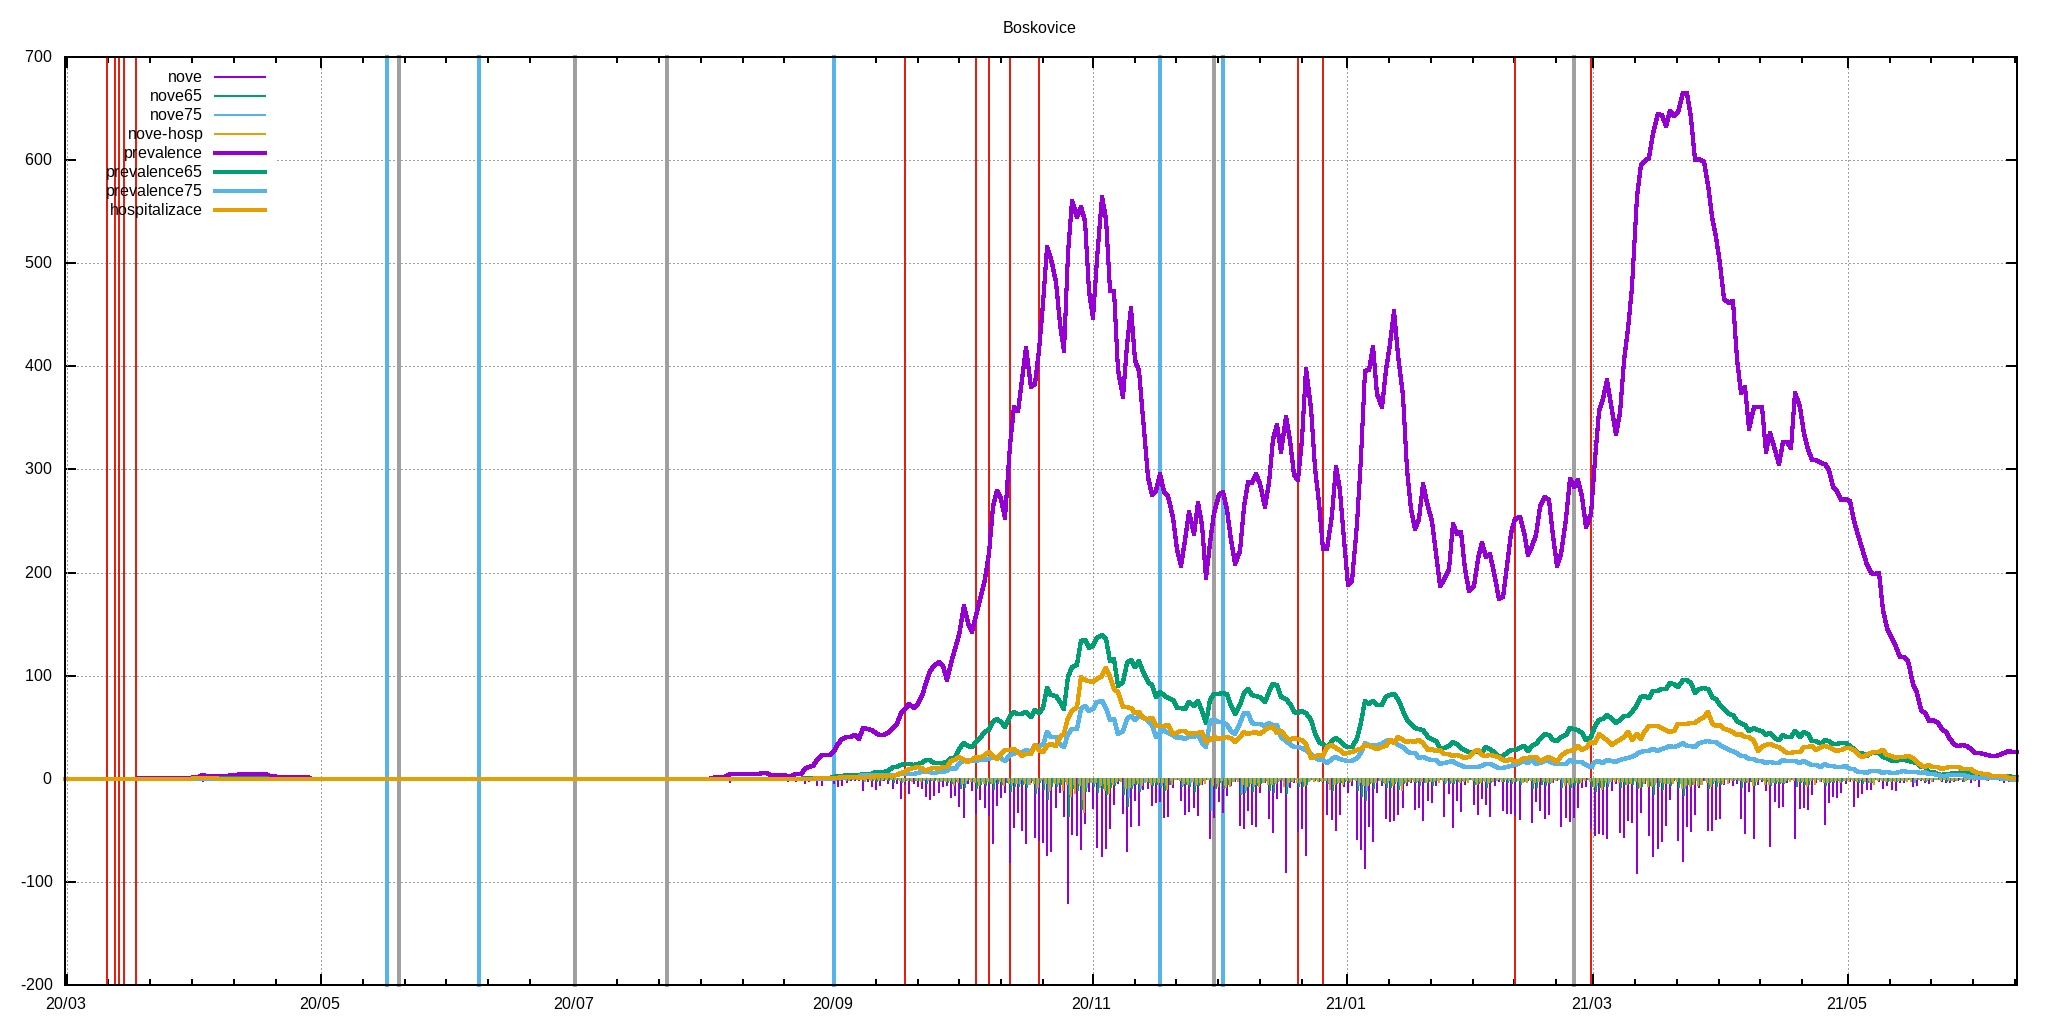 Boskovice
700
600
500
400
300
200
100
0
-100
-200
nove
nove65
nove75
nove-hosp
prevalence
prevalence65
prevalence75
hospitalizace
20/03 20/05 20/07 20/09 20/11 21/01 21/03 21/05